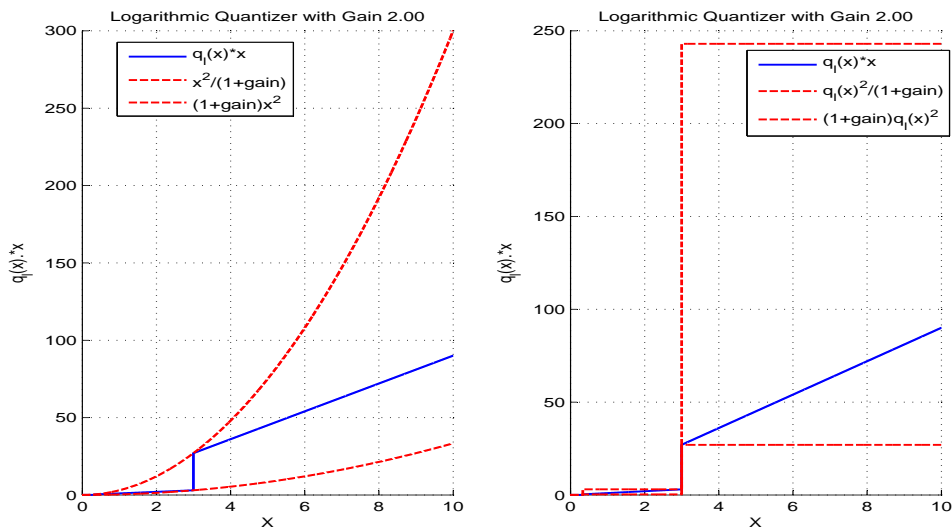 Logarithmic Quantizer with Gain 2.00
300
250
200
150
100
50
0
0 2 4 6 8 10
X
q_l(x).*x
q_l(x)*x
x^2/(1+gain)
(1+gain)x^2
Logarithmic Quantizer with Gain 2.00
250
200
150
100
50
0
0 2 4 6 8 10
X
q_l(x).*x
q_l(x)*x
q_l(x)^2/(1+gain)
(1+gain)q_l(x)^2